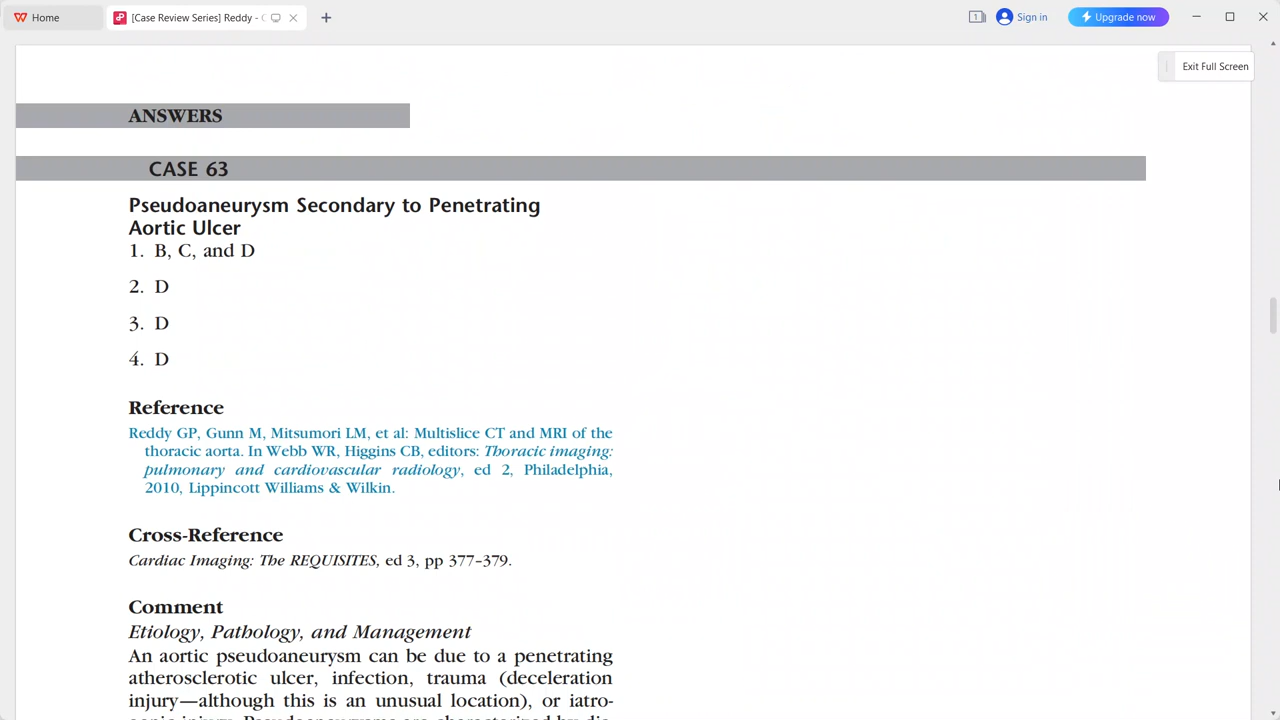 Home
[Case Review Series] Reddy - C
1
Sign in
Upgrade now
Exit Full Screen
ANSWERS
CASE 63
Pseudoaneurysm Secondary to Penetrating
Aortic Ulcer
1. B, C, and D
2. D
3. D
4. D
Reference
Reddy GP, Gunn M, Mitsumori LM, et al: Multislice CT and MRI of the
thoracic aorta. In Webb WR, Higgins CB, editors: Thoracic imaging:
pulmonary and cardiovascular radiology, ed 2, Philadelphia,
2010, Lippincott Williams & Wilkin.
Cross-Reference
Cardiac Imaging: The REQUISITES, ed 3, pp 377–379.
Comment
Etiology, Pathology, and Management
An aortic pseudoaneurysm can be due to a penetrating
atherosclerotic ulcer, infection, trauma (deceleration
injury—although this is an unusual location), or iatro-